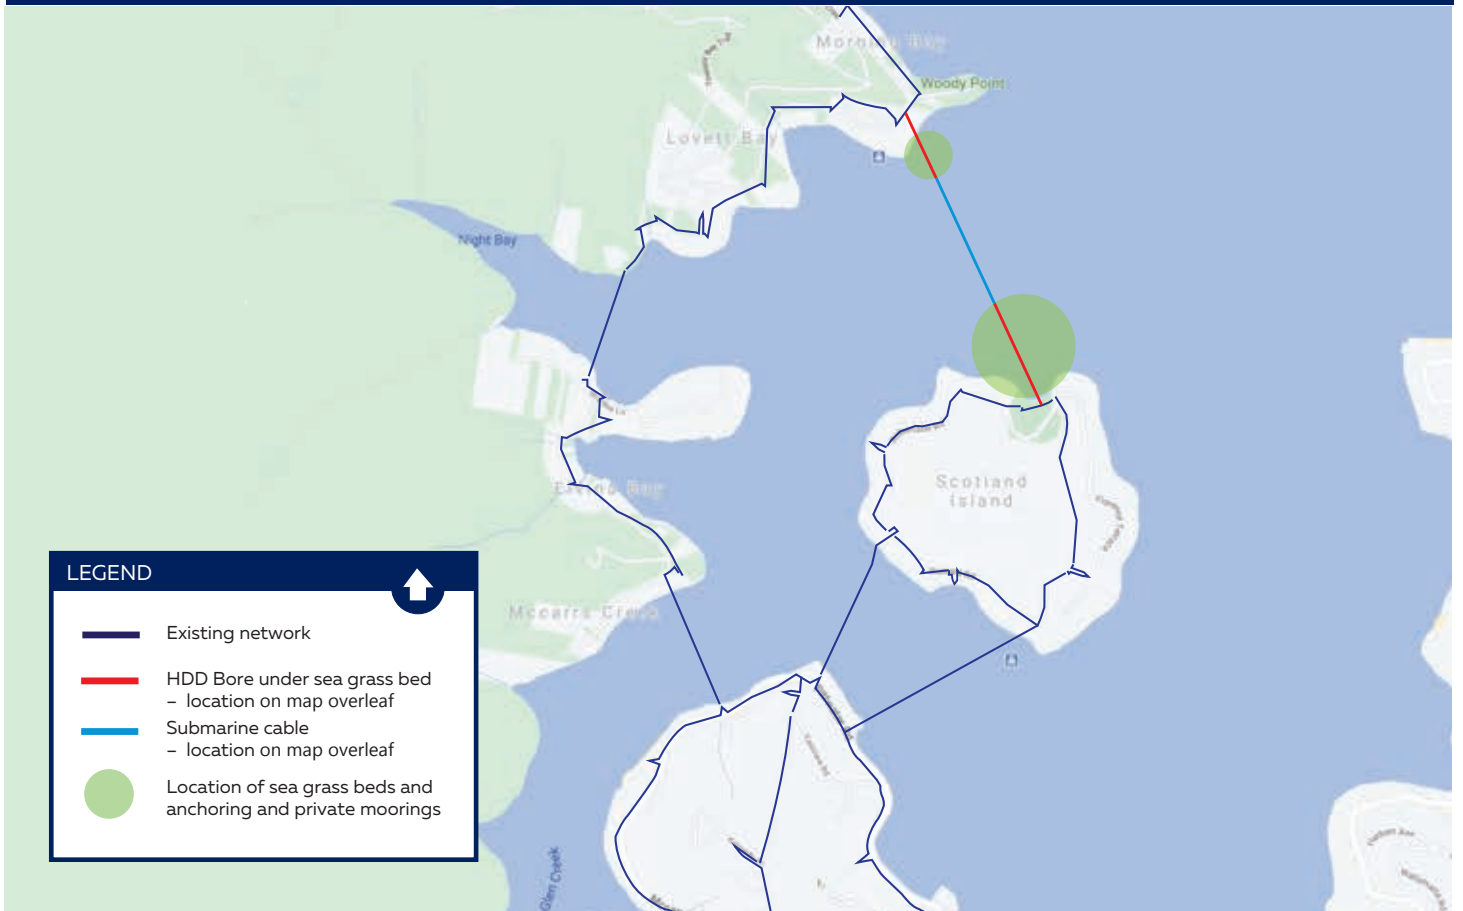 Morning Bay
Woody Point
Lovett Bay
Night Bay
Elvina Bay
Scotland
Island
Mccarrs Creek
LEGEND
Existing network
HDD Bore under sea grass bed
– location on map overleaf
Submarine cable
– location on map overleaf
Location of sea grass beds and
anchoring and private moorings
Glen Creek